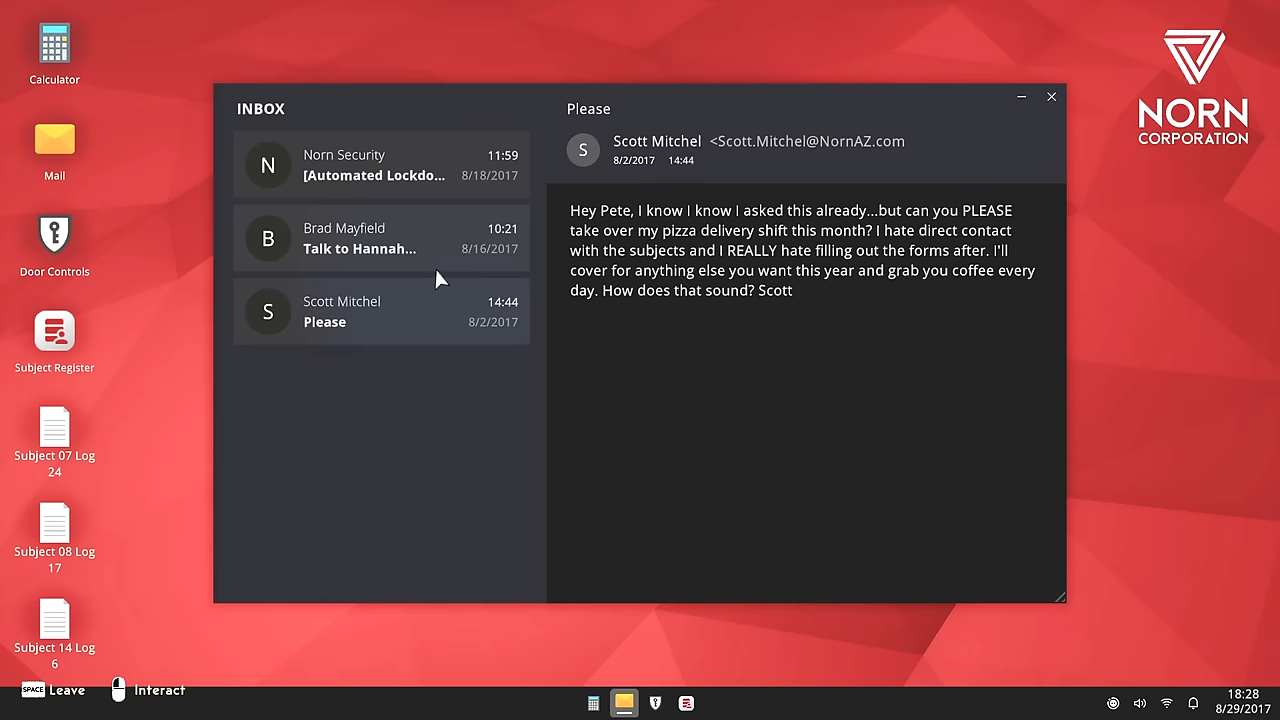 Calculator
Mail
Door Controls
Subject Register
Subject 07 Log
24
Subject 08 Log
17
Subject 14 Log
6
SPACE Leave
Interact
INBOX
N
Norn Security
11:59
[Automated Lockdo...
8/18/2017
B
Brad Mayfield
10:21
Talk to Hannah...
8/16/2017
S
Scott Mitchel
14:44
Please
8/2/2017
Please
S
Scott Mitchel <Scott.Mitchel@NornAZ.com
8/2/2017 14:44
Hey Pete, I know I know I asked this already...but can you PLEASE
take over my pizza delivery shift this month? I hate direct contact
with the subjects and I REALLY hate filling out the forms after. I'll
cover for anything else you want this year and grab you coffee every
day. How does that sound? Scott
NORN
CORPORATION
18:28
8/29/2017